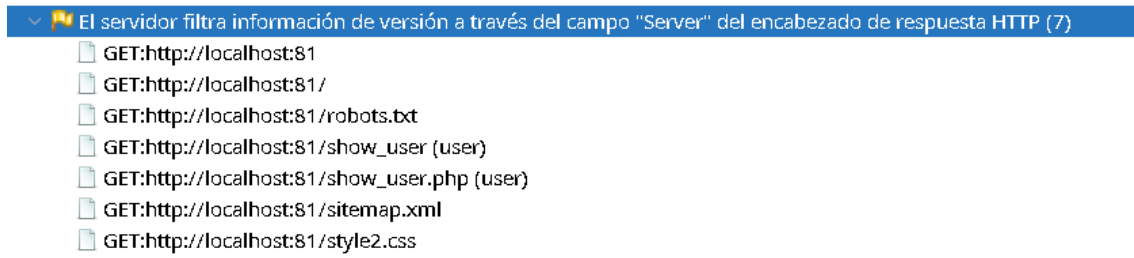 El servidor filtra información de versión a través del campo "Server" del encabezado de respuesta HTTP (7)
GET:http://localhost:81
GET:http://localhost:81/
GET:http://localhost:81/robots.txt
GET:http://localhost:81/show_user (user)
GET:http://localhost:81/show_user.php (user)
GET:http://localhost:81/sitemap.xml
GET:http://localhost:81/style2.css